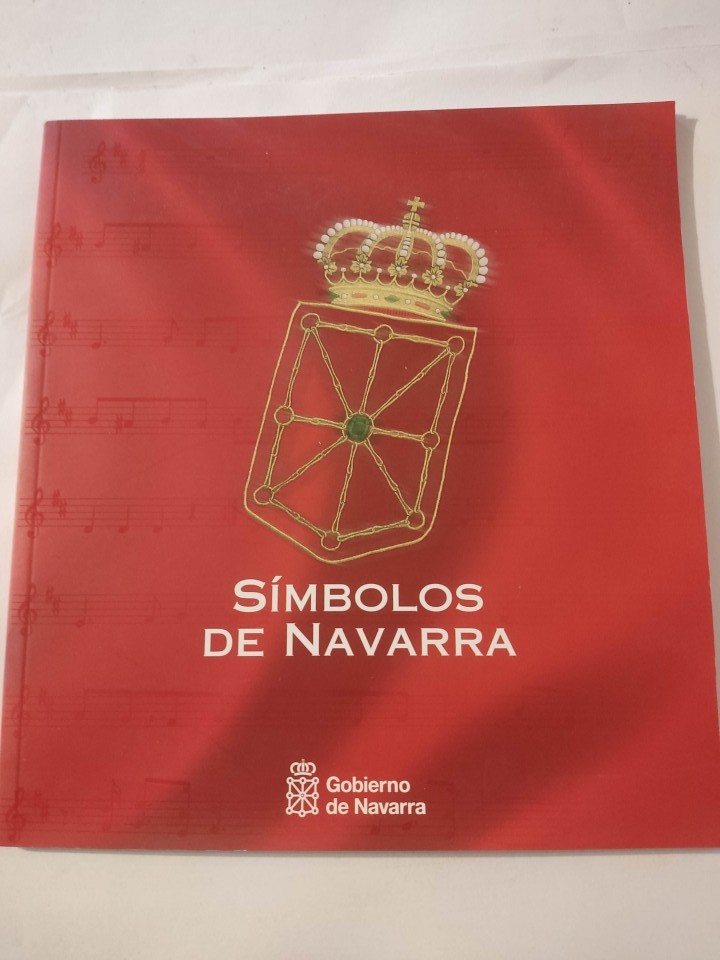 SÍMBOLOS
DE NAVARRA
Gobierno
de Navarra